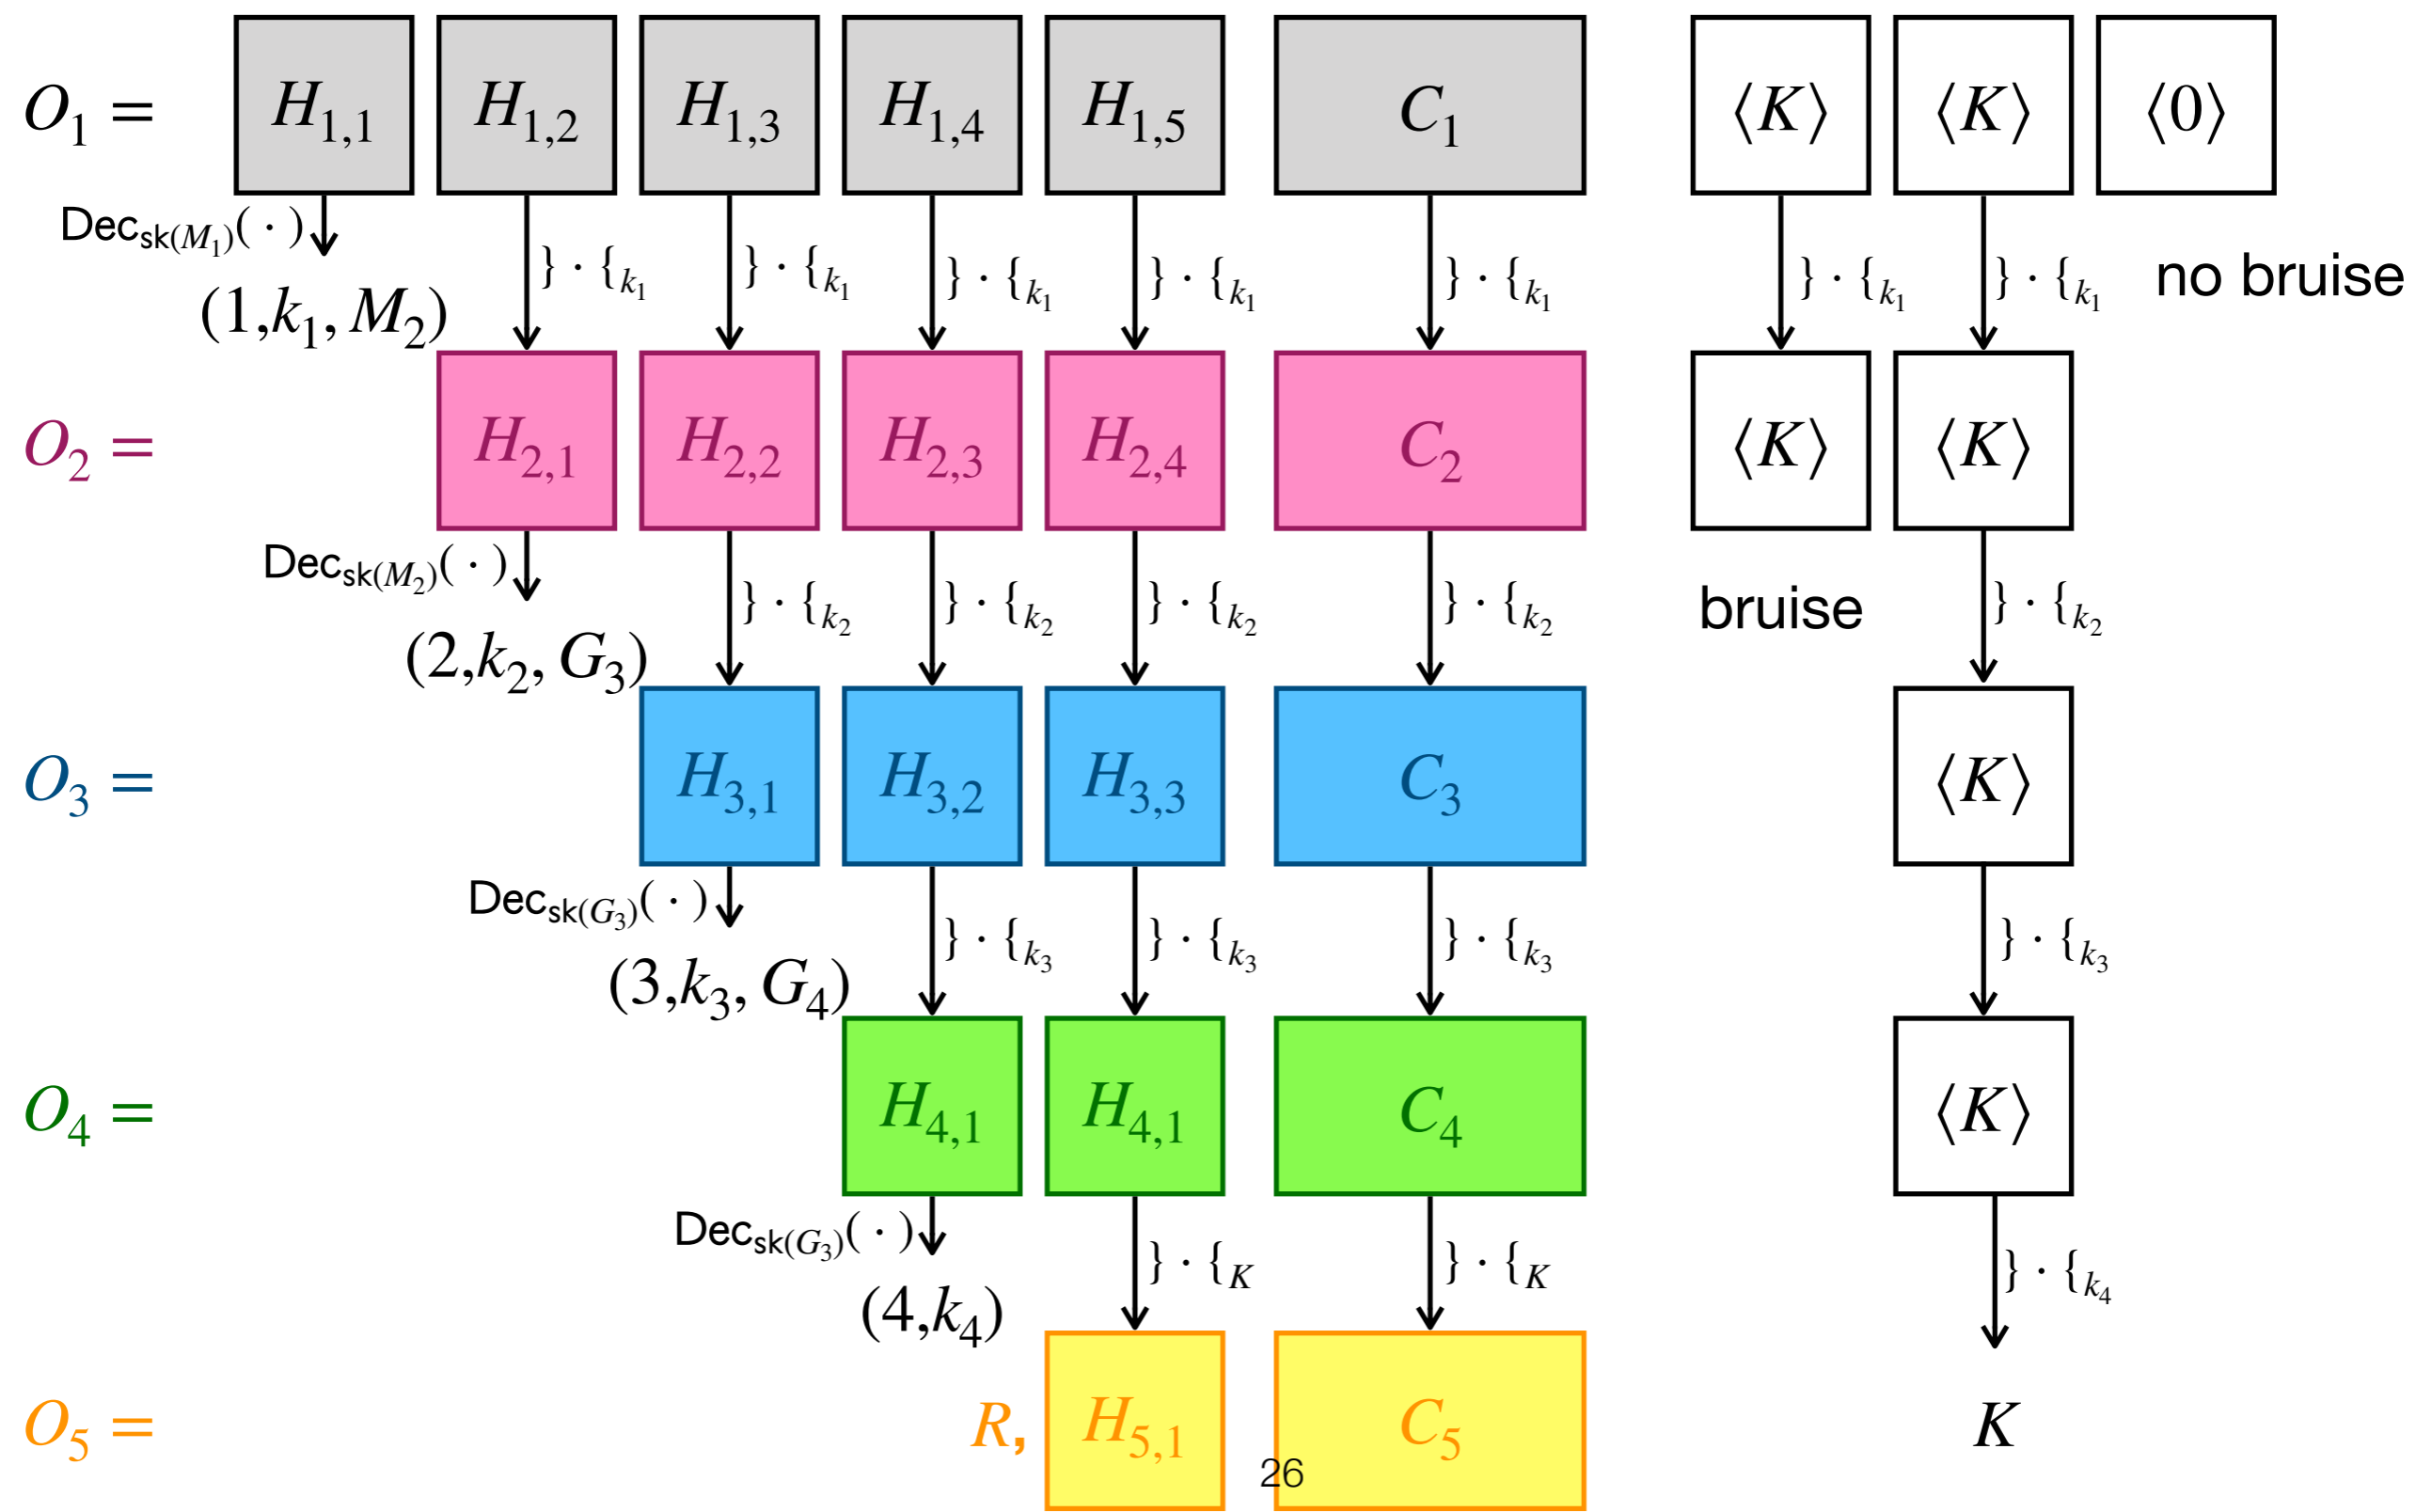 O₁ = H₁,₁ H₁,₂ H₁,₃ H₁,₄ H₁,₅ C₁ ⟨K⟩ ⟨K⟩ ⟨0⟩
Dec_sk(M₁)( · ) } · {k₁ } · {k₁ } · {k₁ } · {k₁ } · {k₁ } · {k₁ } · {k₁ no bruise
(1,k₁, M₂)
O₂ = H₂,₁ H₂,₂ H₂,₃ H₂,₄ C₂ ⟨K⟩ ⟨K⟩
Dec_sk(M₂)( · ) } · {k₂ } · {k₂ } · {k₂ } · {k₂ bruise } · {k₂
(2,k₂, G₃)
O₃ = H₃,₁ H₃,₂ H₃,₃ C₃ ⟨K⟩
Dec_sk(G₃)( · ) } · {k₃ } · {k₃ } · {k₃ } · {k₃
(3,k₃, G₄)
O₄ = H₄,₁ H₄,₁ C₄ ⟨K⟩
Dec_sk(G₃)( · ) } · {K } · {K } · {k₄
(4,k₄)
O₅ = R, H₅,₁ C₅ K
26